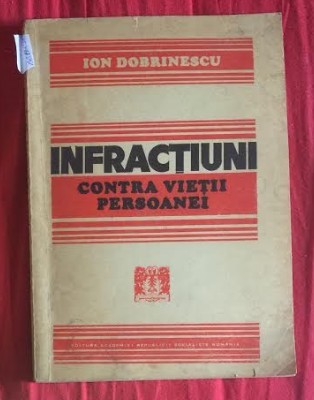 ION DOBRINESCU
INFRACȚIUNI
CONTRA VIEȚII
PERSOANEI
EDITURA ACADEMIEI REPUBLICII SOCIALISTE ROMÂNIA